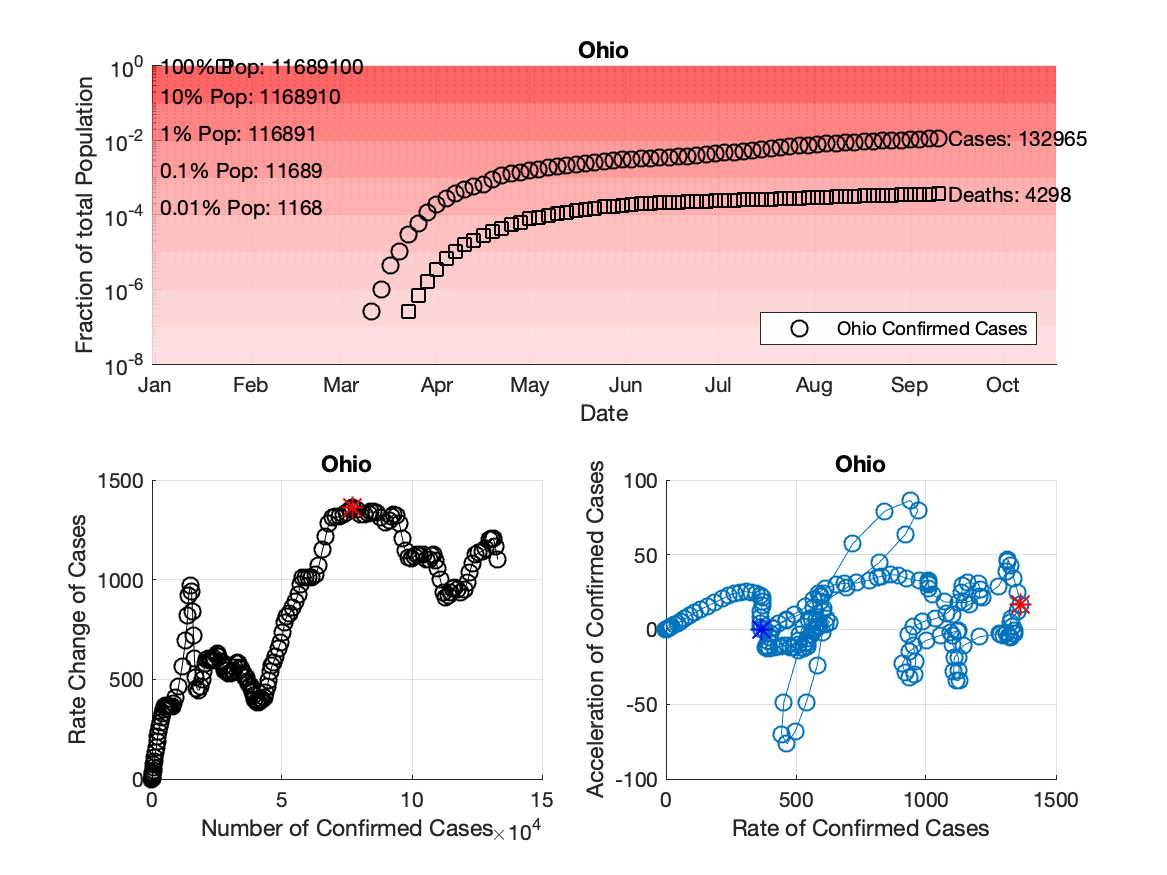 Ohio
10^0
10^-2
10^-4
10^-6
10^-8
Fraction of total Population
100% Pop: 11689100
10% Pop: 1168910
1% Pop: 116891
0.1% Pop: 11689
0.01% Pop: 1168
Cases: 132965
Deaths: 4298
Ohio Confirmed Cases
Jan Feb Mar Apr May Jun Jul Aug Sep Oct
Date
Ohio
1500
1000
500
0
Rate Change of Cases
0 5 10 15
Number of Confirmed Cases ×10^4
Ohio
100
50
0
-50
-100
Acceleration of Confirmed Cases
0 500 1000 1500
Rate of Confirmed Cases